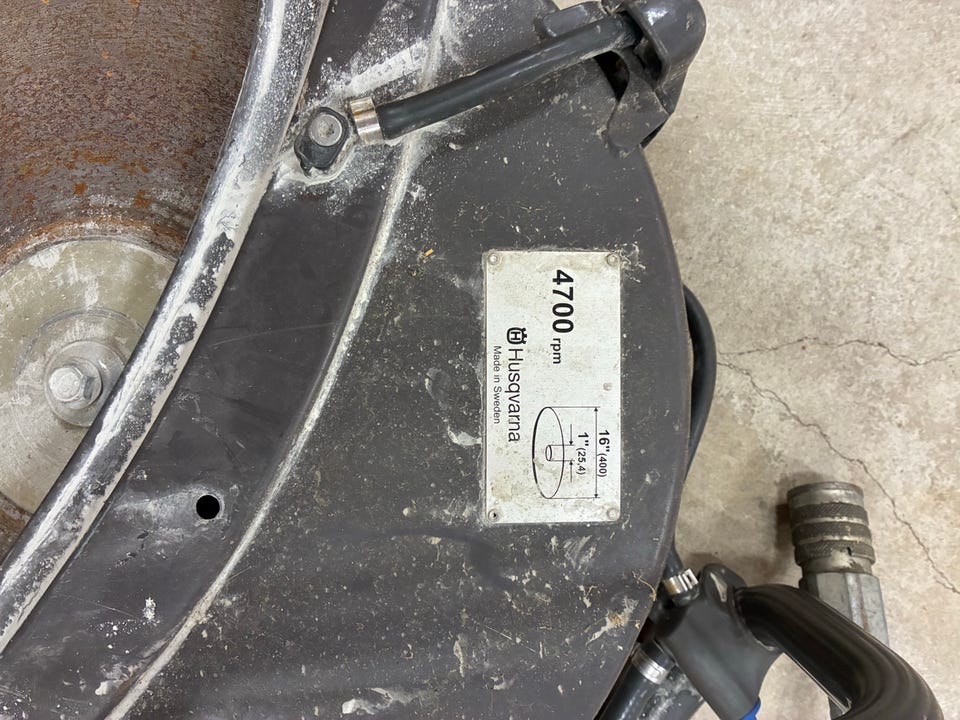 4700 rpm
Husqvarna
Made in Sweden
16"(400)
1"(25,4)